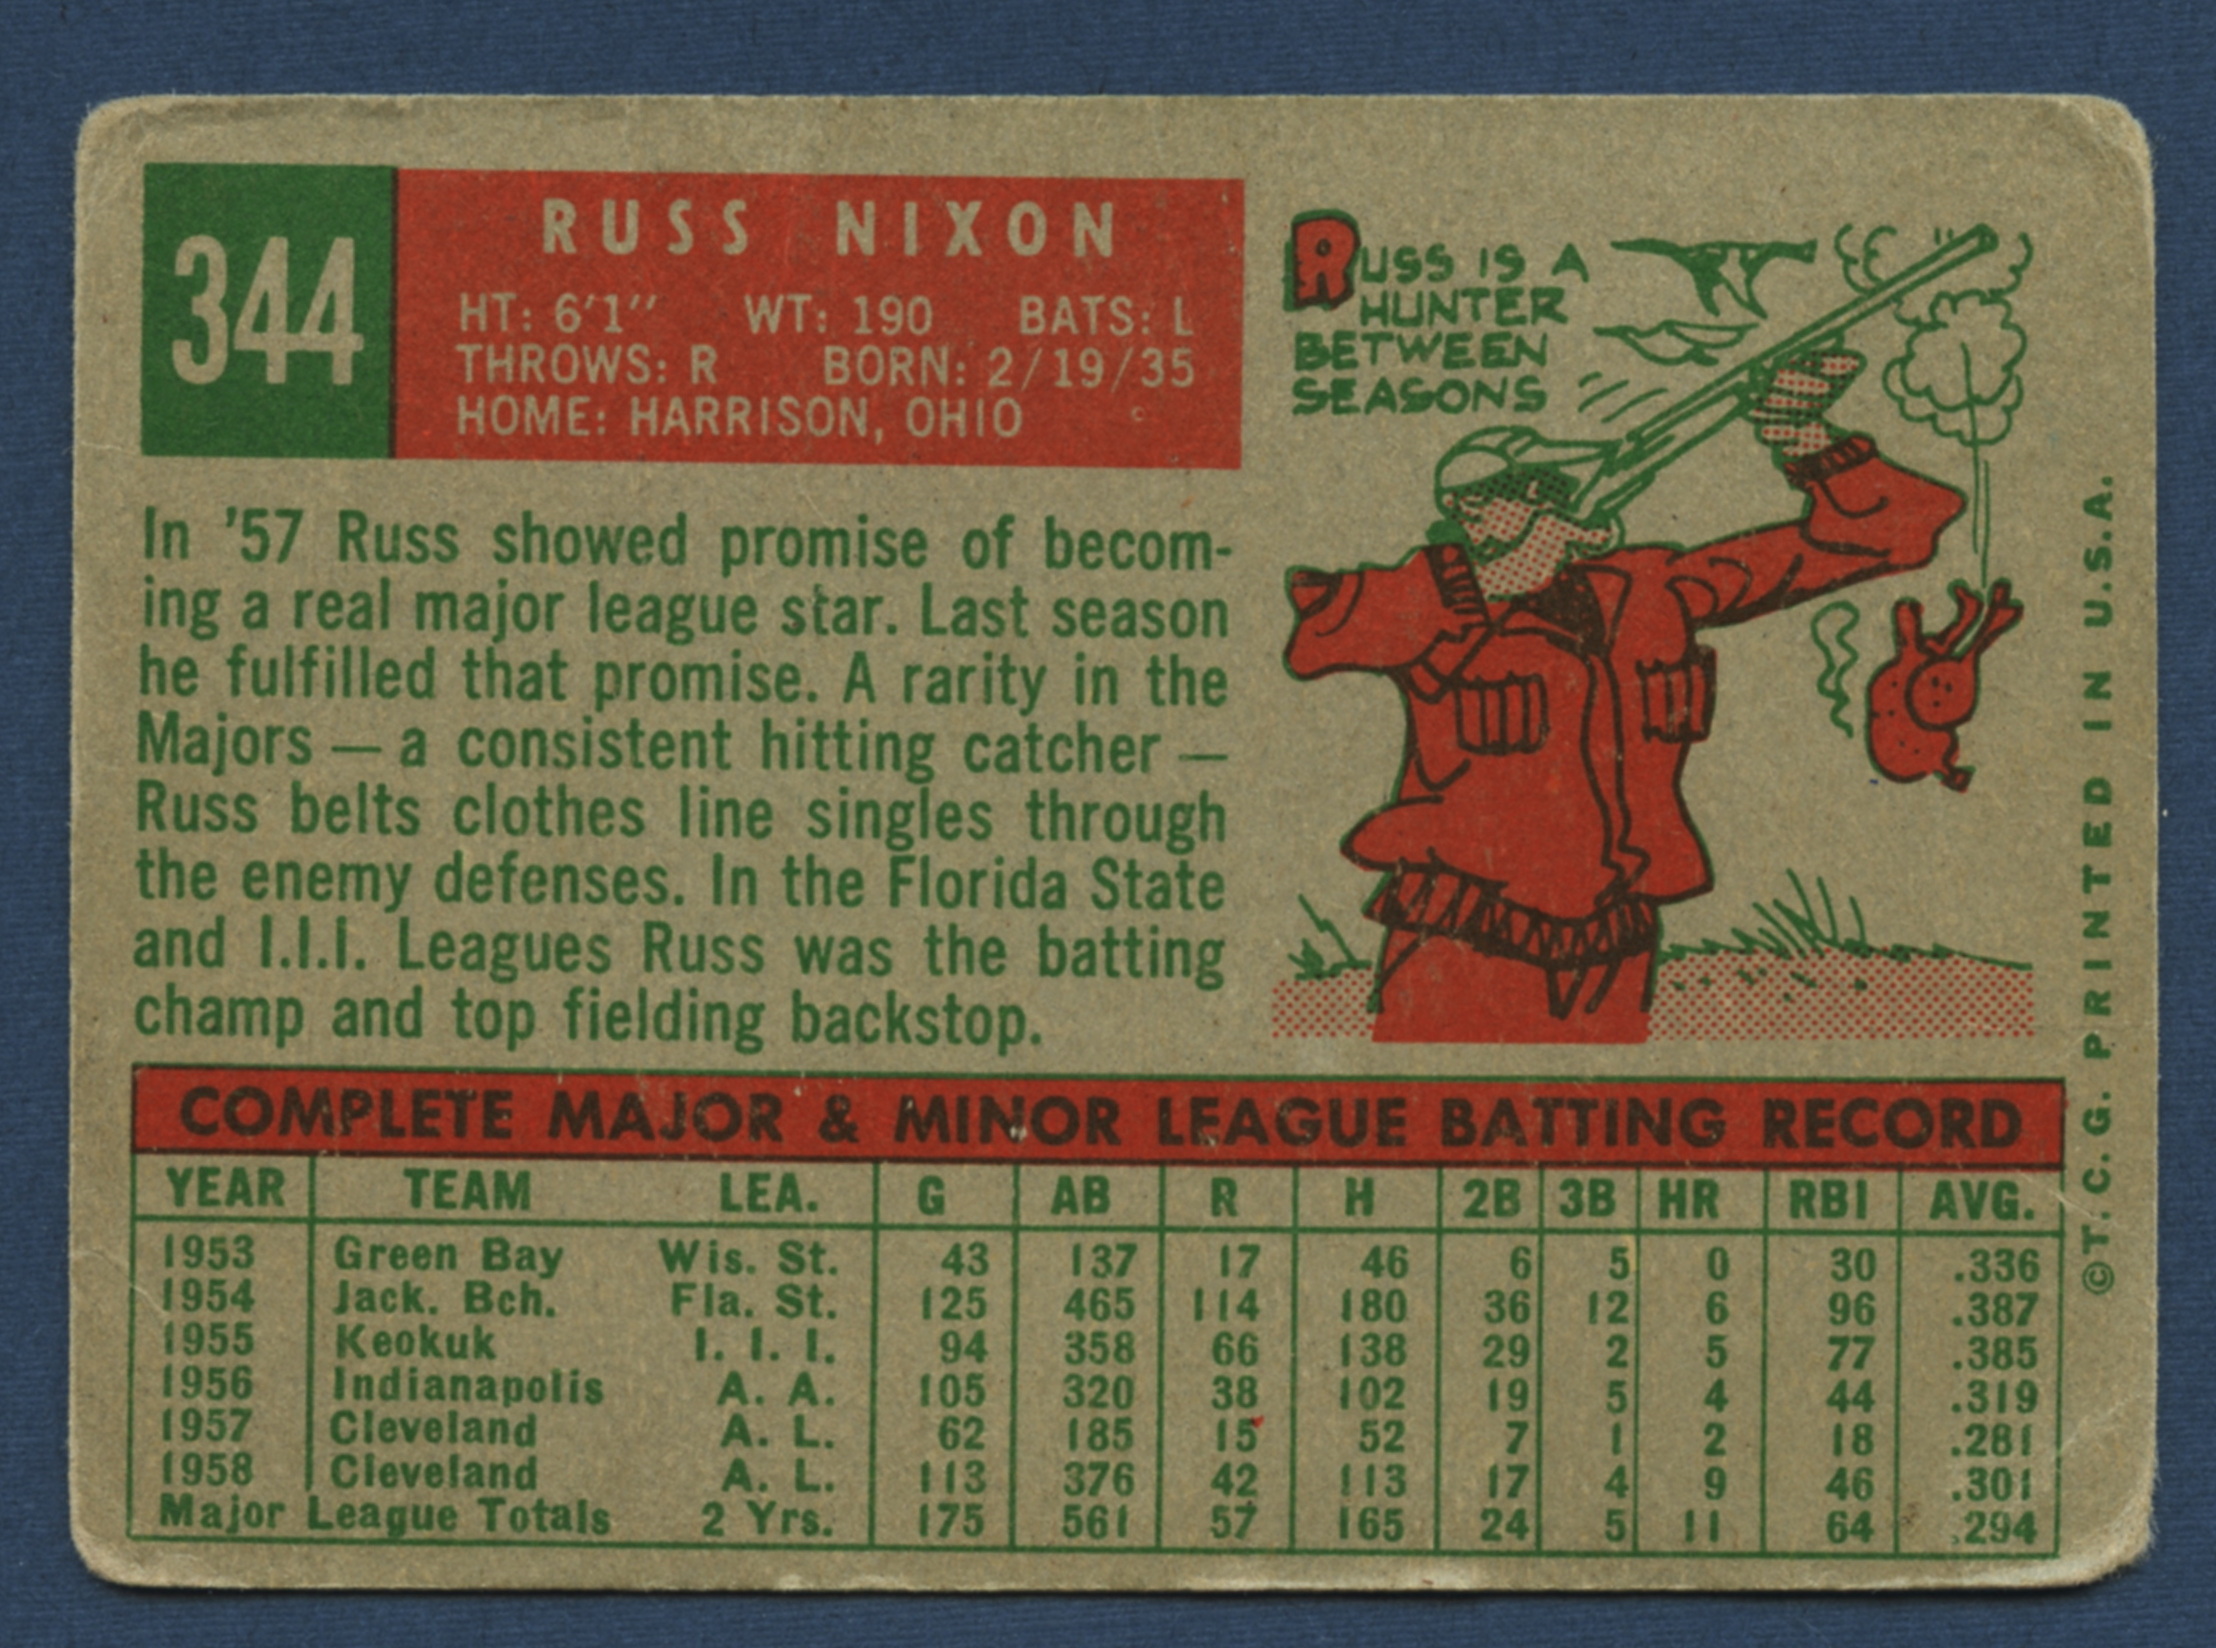 344
RUSS NIXON
HT: 6'1" WT: 190 BATS: L
THROWS: R BORN: 2/19/35
HOME: HARRISON, OHIO
RUSS IS A
HUNTER
BETWEEN
SEASONS
In '57 Russ showed promise of becom-
ing a real major league star. Last season
he fulfilled that promise. A rarity in the
Majors — a consistent hitting catcher —
Russ belts clothes line singles through
the enemy defenses. In the Florida State
and I.I.I. Leagues Russ was the batting
champ and top fielding backstop.
COMPLETE MAJOR & MINOR LEAGUE BATTING RECORD
YEAR TEAM LEA. G AB R H 2B 3B HR RBI AVG.
1953 Green Bay Wis. St. 43 137 17 46 6 5 0 30 .336
1954 Jack. Bch. Fla. St. 125 465 114 180 36 12 6 96 .387
1955 Keokuk I. I. I. 94 358 66 138 29 2 5 77 .385
1956 Indianapolis A. A. 105 320 38 102 19 5 4 44 .319
1957 Cleveland A. L. 62 185 15 52 7 1 2 18 .281
1958 Cleveland A. L. 113 376 42 113 17 4 9 46 .301
Major League Totals 2 Yrs. 175 561 57 165 24 5 11 64 .294
©T. C. G. PRINTED IN U.S.A.